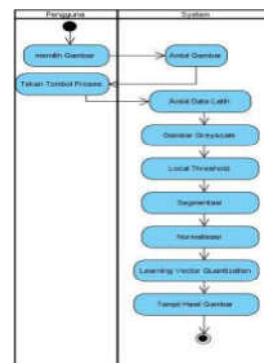 Pengguna
System
memilih Gambar
Ambil Gambar
Tekan Tombol Proses
Ambil Data Latih
Gambar Greyscale
Local Threshold
Segmentasi
Normalisasi
Learning Vector Quantization
Tampil Hasil Gambar